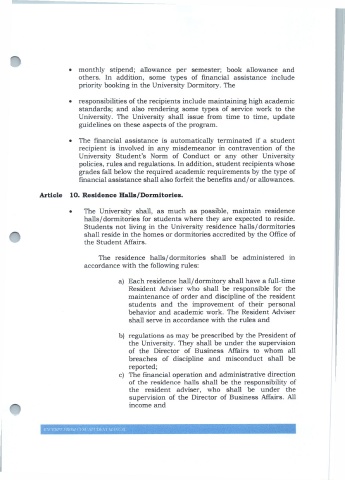 • monthly stipend; allowance per semester; book allowance and
others. In addition, some types of financial assistance include
priority booking in the University Dormitory. The
• responsibilities of the recipients include maintaining high academic
standards; and also rendering some types of service work to the
University. The University shall issue from time to time, update
guidelines on these aspects of the program.
• The financial assistance is automatically terminated if a student
recipient is involved in any misdemeanor in contravention of the
University Student's Norm of Conduct or any other University
policies, rules and regulations. In addition, student recipients whose
grades fall below the required academic requirements by the type of
financial assistance shall also forfeit the benefits and/or allowances.
Article 10. Residence Halls/Dormitories.
• The University shall, as much as possible, maintain residence
halls/dormitories for students where they are expected to reside.
Students not living in the University residence halls/dormitories
shall reside in the homes or dormitories accredited by the Office of
the Student Affairs.
The residence halls/dormitories shall be administered in
accordance with the following rules:
a) Each residence hall/dormitory shall have a full-time
Resident Adviser who shall be responsible for the
maintenance of order and discipline of the resident
students and the improvement of their personal
behavior and academic work. The Resident Adviser
shall serve in accordance with the rules and
b) regulations as may be prescribed by the President of
the University. They shall be under the supervision
of the Director of Business Affairs to whom all
breaches of discipline and misconduct shall be
reported;
c) The financial operation and administrative direction
of the residence halls shall be the responsibility of
the resident adviser, who shall be under the
supervision of the Director of Business Affairs. All
income and